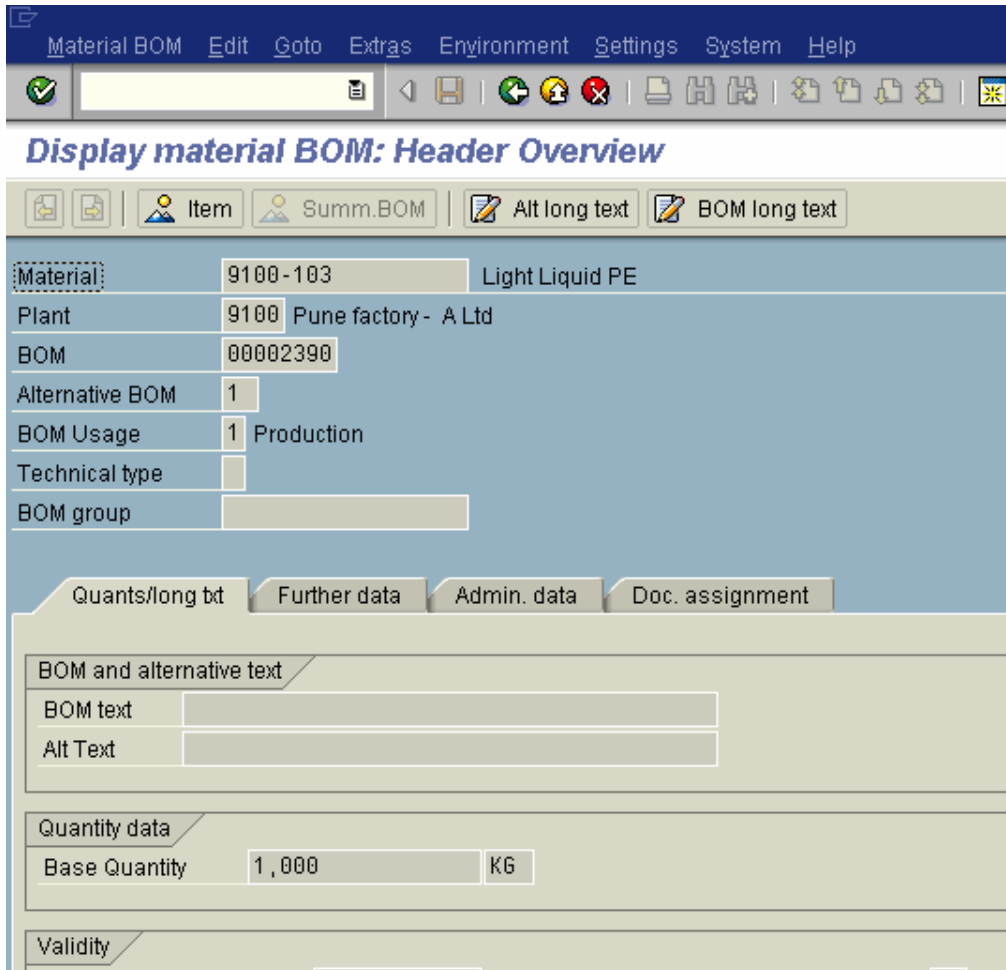 Material BOM Edit Goto Extras Environment Settings System Help
Display material BOM: Header Overview
Item Summ.BOM Alt long text BOM long text
Material 9100-103 Light Liquid PE
Plant 9100 Pune factory - A Ltd
BOM 00002390
Alternative BOM 1
BOM Usage 1 Production
Technical type
BOM group
Quants/long txt Further data Admin. data Doc. assignment
BOM and alternative text
BOM text
Alt Text
Quantity data
Base Quantity 1,000 KG
Validity